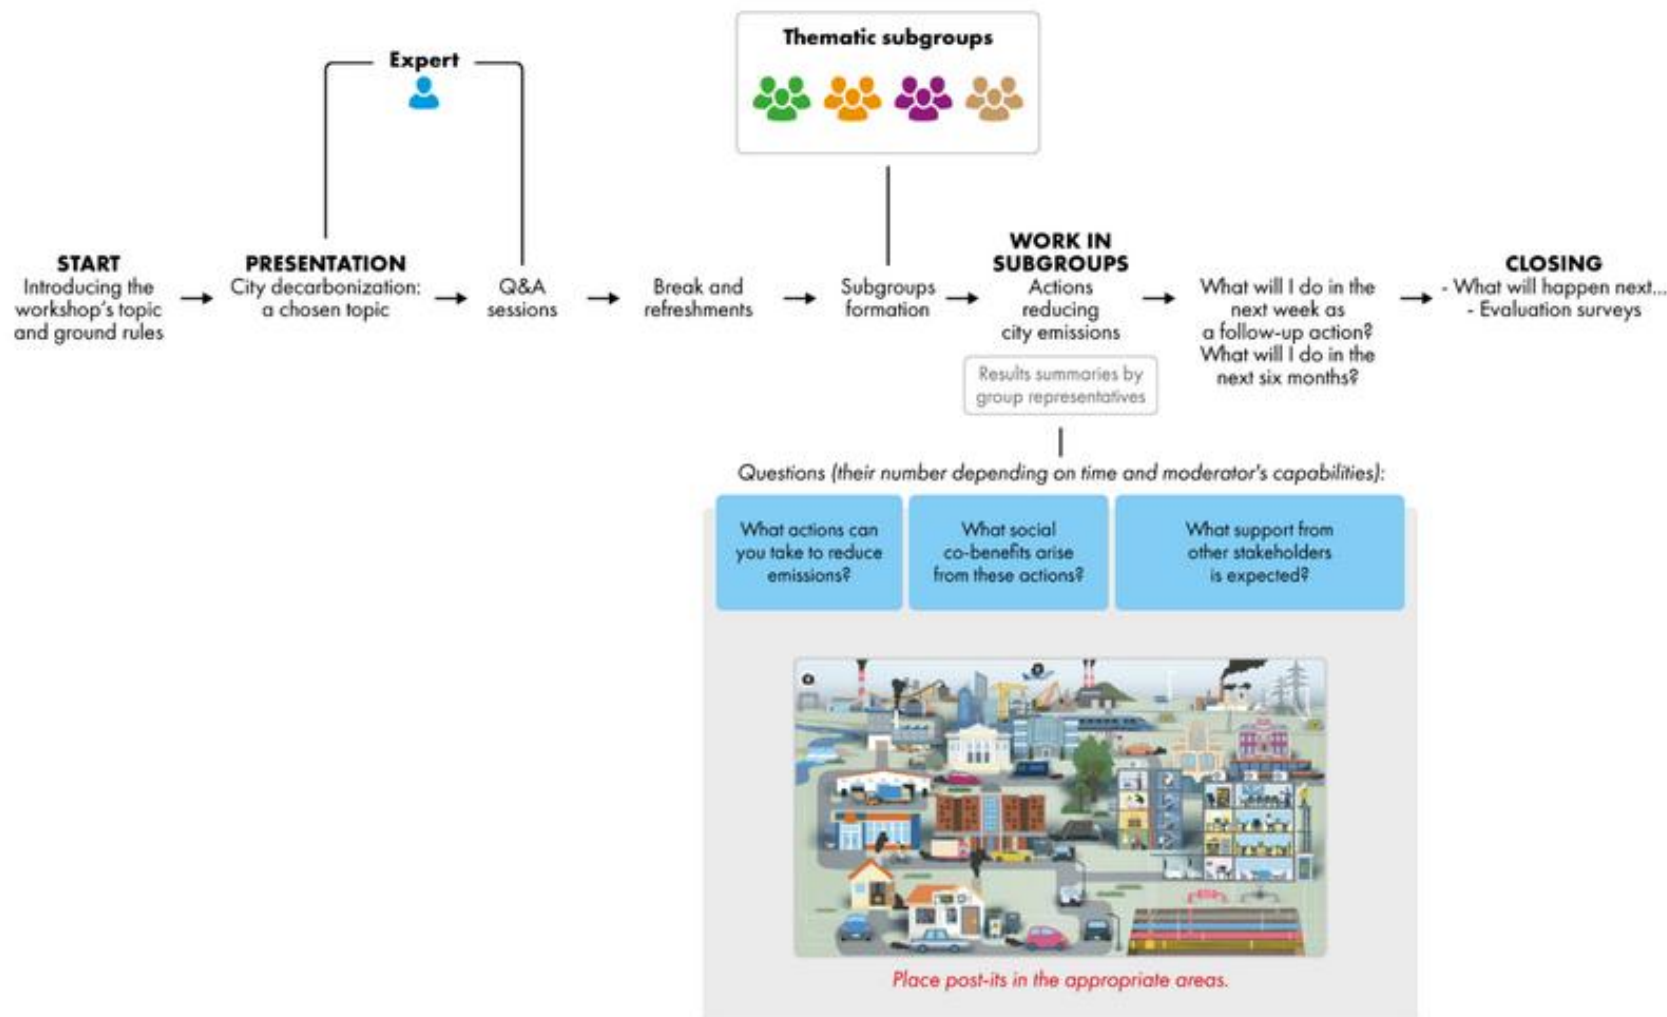 Thematic subgroups
Expert
START
Introducing the
workshop's topic
and ground rules
PRESENTATION
City decarbonization:
a chosen topic
Q&A
sessions
Break and
refreshments
Subgroups
formation
WORK IN
SUBGROUPS
Actions
reducing
city emissions
Results summaries by
group representatives
What will I do in the
next week as
a follow-up action?
What will I do in the
next six months?
CLOSING
- What will happen next...
- Evaluation surveys
Questions (their number depending on time and moderator's capabilities):
What actions can
you take to reduce
emissions?
What social
co-benefits arise
from these actions?
What support from
other stakeholders
is expected?
Place post-its in the appropriate areas.